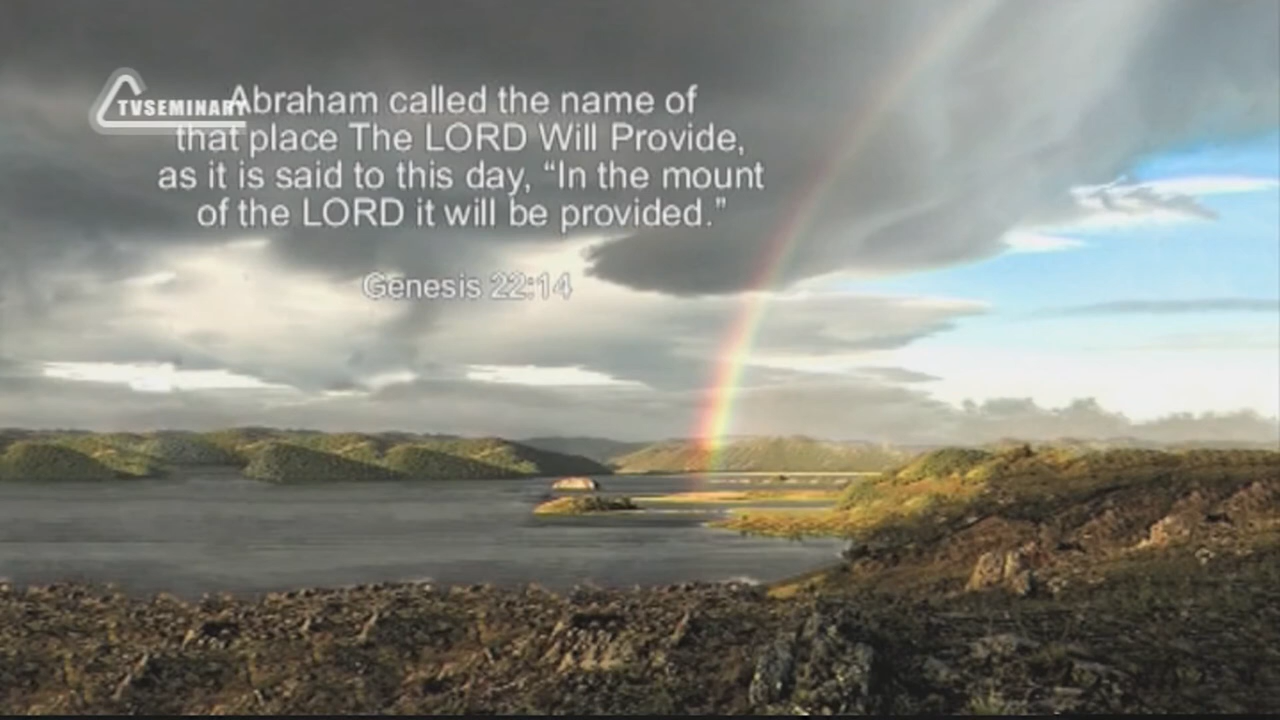 TVSEMINARY
Abraham called the name of
that place The LORD Will Provide,
as it is said to this day, “In the mount
of the LORD it will be provided.”
Genesis 22:14